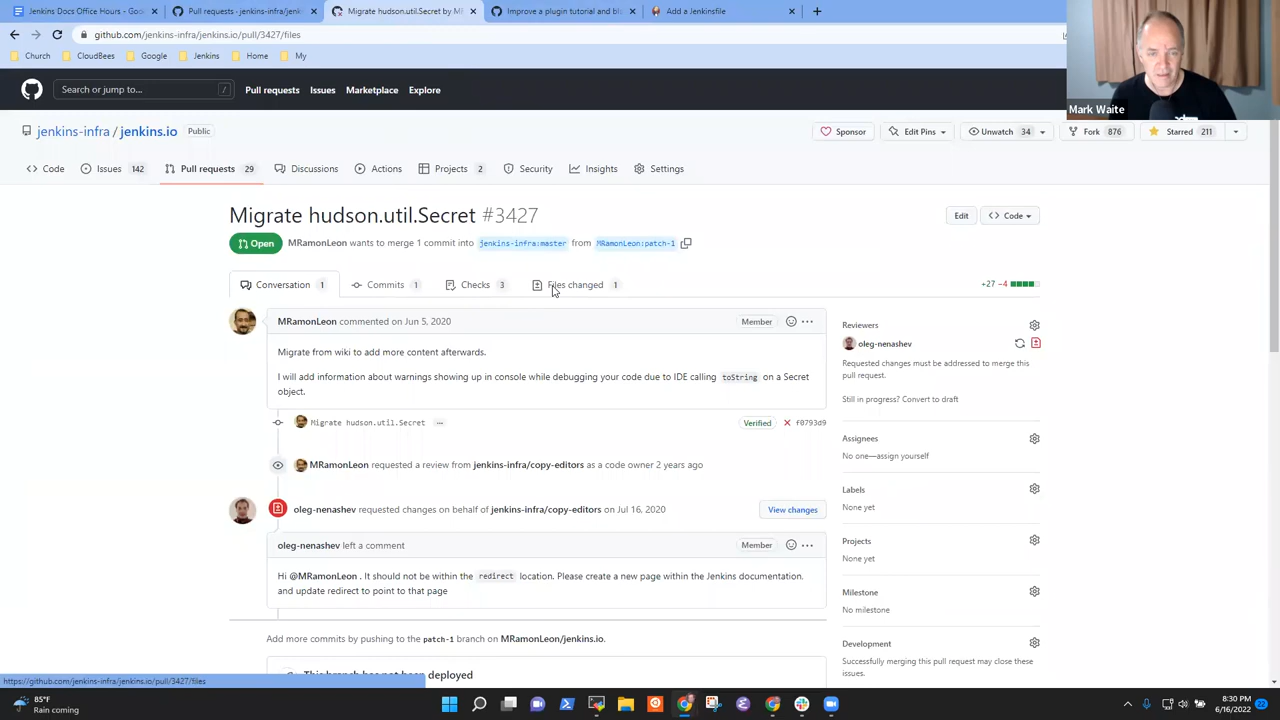 Jenkins Docs Office Hours - Goo
Pull requests · jenkins-infra/jen
Migrate hudson.util.Secret by M
Improve a plugin tutorial and blo
Add a Jenkinsfile
github.com/jenkins-infra/jenkins.io/pull/3427/files
Church
CloudBees
Google
Jenkins
Home
My
Mark Waite
Search or jump to...
/
Pull requests
Issues
Marketplace
Explore
jenkins-infra / jenkins.io
Public
Sponsor
Edit Pins
Unwatch 34
Fork 876
Starred 211
Code
Issues 142
Pull requests 29
Discussions
Actions
Projects 2
Security
Insights
Settings
Migrate hudson.util.Secret #3427
Edit
Code
Open
MRamonLeon wants to merge 1 commit into jenkins-infra:master from MRamonLeon:patch-1
Conversation 1
Commits 1
Checks 3
Files changed 1
+27 −4
MRamonLeon commented on Jun 5, 2020
Member
Migrate from wiki to add more content afterwards.
I will add information about warnings showing up in console while debugging your code due to IDE calling toString on a Secret
object.
Migrate hudson.util.Secret ...
Verified
f0793d9
MRamonLeon requested a review from jenkins-infra/copy-editors as a code owner 2 years ago
oleg-nenashev requested changes on behalf of jenkins-infra/copy-editors on Jul 16, 2020
View changes
oleg-nenashev left a comment
Member
Hi @MRamonLeon . It should not be within the redirect location. Please create a new page within the Jenkins documentation.
and update redirect to point to that page
Add more commits by pushing to the patch-1 branch on MRamonLeon/jenkins.io.
This branch has not been deployed
Reviewers
oleg-nenashev
Requested changes must be addressed to merge this
pull request.
Still in progress? Convert to draft
Assignees
No one—assign yourself
Labels
None yet
Projects
None yet
Milestone
No milestone
Development
Successfully merging this pull request may close these
issues.
https://github.com/jenkins-infra/jenkins.io/pull/3427/files
85°F
Rain coming
8:30 PM
6/16/2022
22